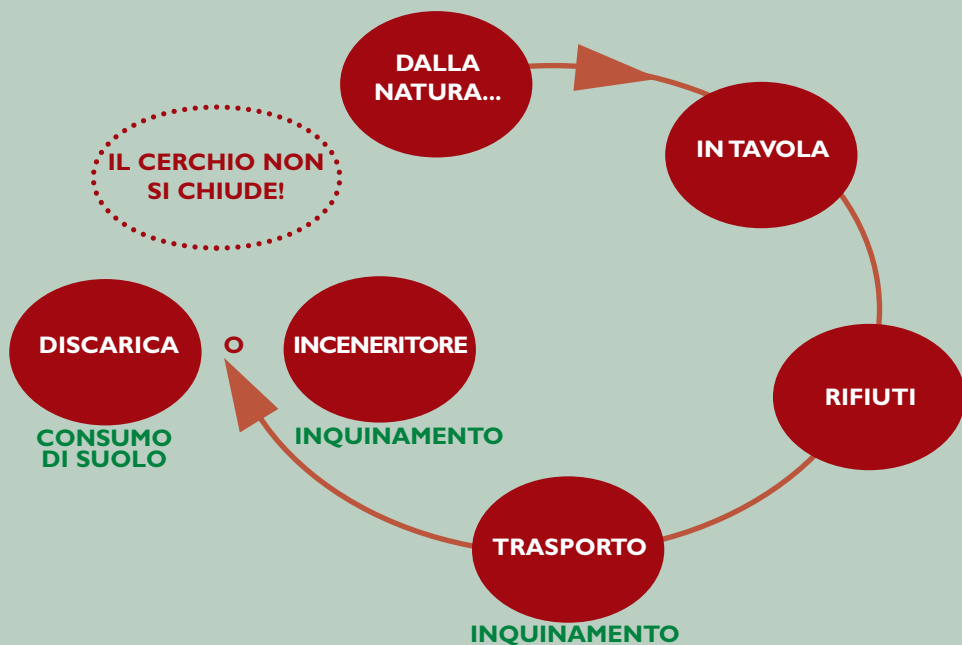 DALLA
NATURA...
IN TAVOLA
IL CERCHIO NON
SI CHIUDE!
DISCARICA
O
INCENERITORE
RIFIUTI
CONSUMO
DI SUOLO
INQUINAMENTO
TRASPORTO
INQUINAMENTO